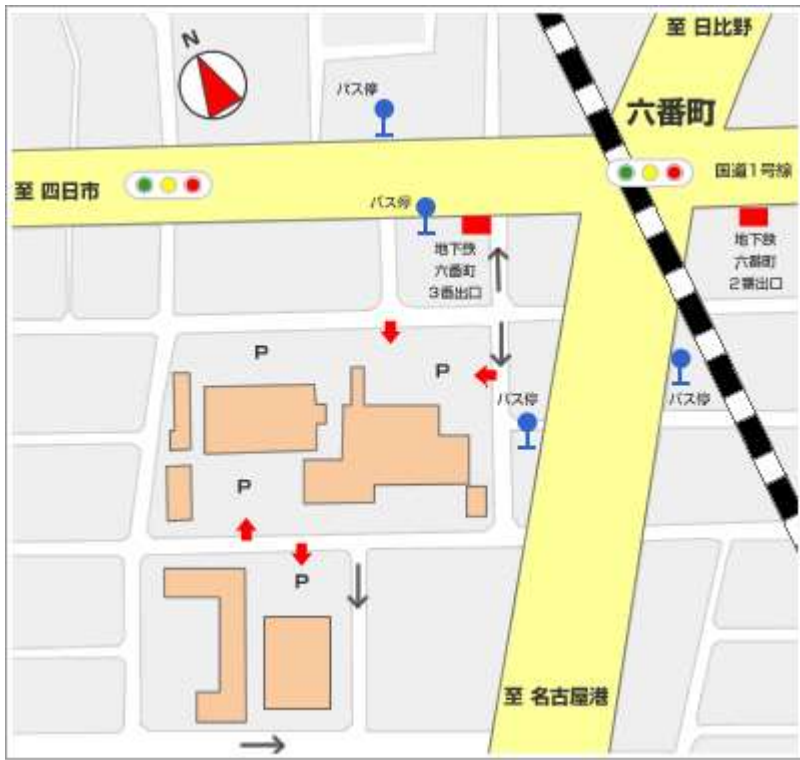 至 日比野
N
バス停
六番町
国道1号線
至 四日市
バス停
地下鉄
六番町
3番出口
地下鉄
六番町
2番出口
P
P
バス停
バス停
P
P
至 名古屋港